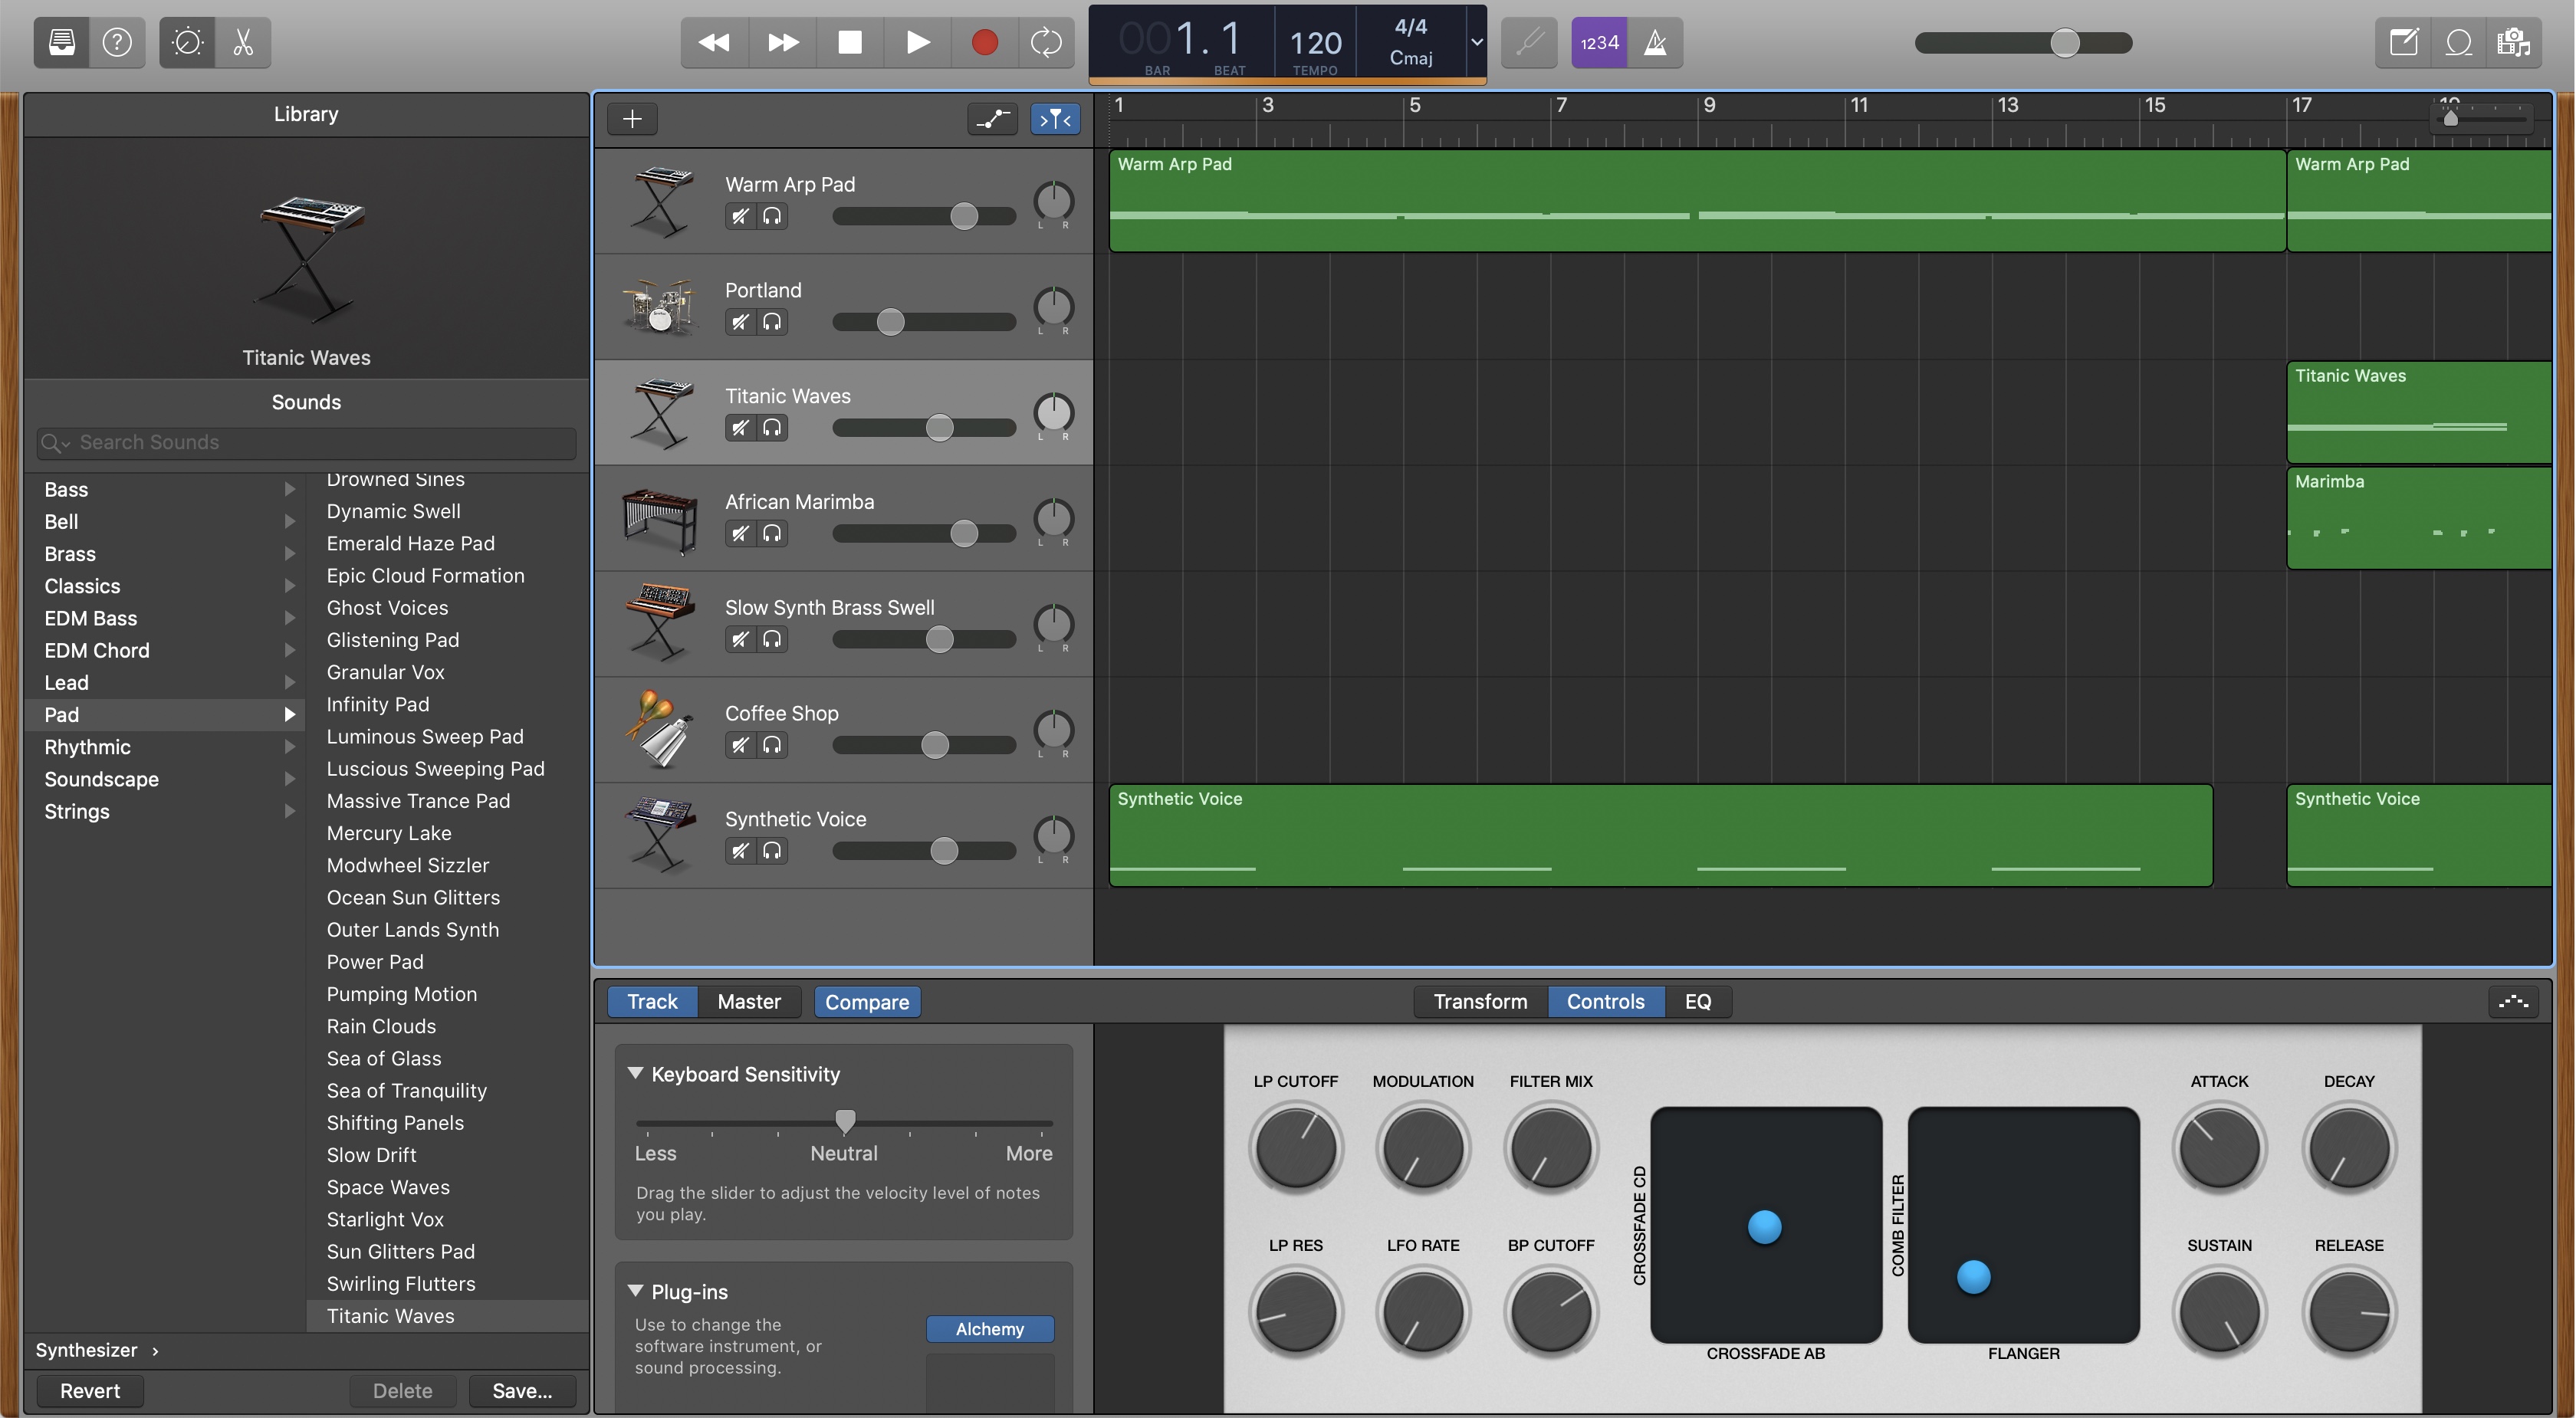 001. 1
BAR BEAT
120
TEMPO
4/4
Cmaj
1234
Library
Titanic Waves
Sounds
Search Sounds
Bass
Bell
Brass
Classics
EDM Bass
EDM Chord
Lead
Pad
Rhythmic
Soundscape
Strings
Drowned Sines
Dynamic Swell
Emerald Haze Pad
Epic Cloud Formation
Ghost Voices
Glistening Pad
Granular Vox
Infinity Pad
Luminous Sweep Pad
Luscious Sweeping Pad
Massive Trance Pad
Mercury Lake
Modwheel Sizzler
Ocean Sun Glitters
Outer Lands Synth
Power Pad
Pumping Motion
Rain Clouds
Sea of Glass
Sea of Tranquility
Shifting Panels
Slow Drift
Space Waves
Starlight Vox
Sun Glitters Pad
Swirling Flutters
Titanic Waves
Synthesizer ›
Revert Delete Save...
1 3 5 7 9 11 13 15 17
Warm Arp Pad
L R
Portland
L R
Titanic Waves
L R
African Marimba
L R
Slow Synth Brass Swell
L R
Coffee Shop
L R
Synthetic Voice
L R
Warm Arp Pad Warm Arp Pad
Titanic Waves
Marimba
Synthetic Voice Synthetic Voice
Track Master Compare
Transform Controls EQ
Keyboard Sensitivity
Less Neutral More
Drag the slider to adjust the velocity level of notes
you play.
Plug-ins
Use to change the
software instrument, or
sound processing.
Alchemy
LP CUTOFF MODULATION FILTER MIX
LP RES LFO RATE BP CUTOFF
CROSSFADE CD
CROSSFADE AB
COMB FILTER
FLANGER
ATTACK DECAY
SUSTAIN RELEASE